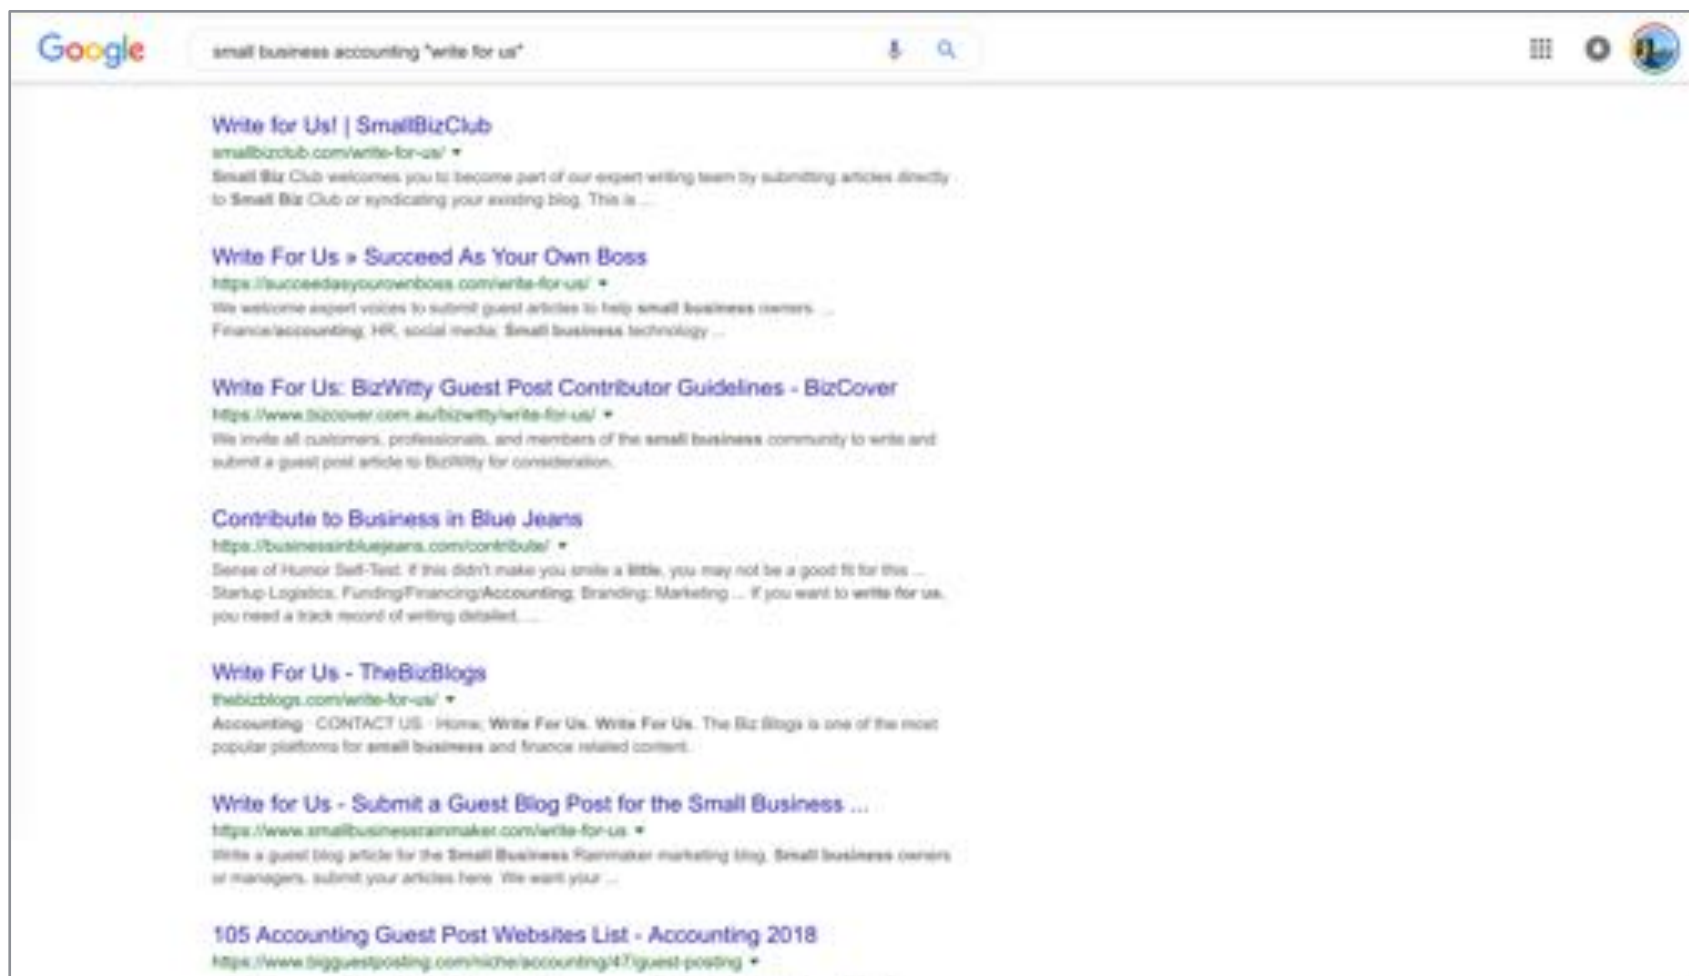 Google
small business accounting "write for us"
Write for Us! | SmallBizClub
smallbizclub.com/write-for-us/
Small Biz Club welcomes you to become part of our expert writing team by submitting articles directly
to Small Biz Club or syndicating your existing blog. This is ...
Write For Us » Succeed As Your Own Boss
https://succeedasyourownboss.com/write-for-us/
We welcome expert voices to submit guest articles to help small business owners. ...
Finance/accounting; HR, social media; Small business technology ...
Write For Us: BizWitty Guest Post Contributor Guidelines - BizCover
https://www.bizcover.com.au/bizwitty/write-for-us/
We invite all customers, professionals, and members of the small business community to write and
submit a guest post article to BizWitty for consideration.
Contribute to Business in Blue Jeans
https://businessinbluejeans.com/contribute/
Sense of Humor Self-Test: if this didn't make you smile a little, you may not be a good fit for this ...
Startup Logistics, Funding/Financing/Accounting; Branding; Marketing ... If you want to write for us,
you need a track record of writing detailed, ...
Write For Us - TheBizBlogs
thebizblogs.com/write-for-us/
Accounting · CONTACT US · Home; Write For Us. Write For Us. The Biz Blogs is one of the most
popular platforms for small business and finance related content.
Write for Us - Submit a Guest Blog Post for the Small Business ...
https://www.smallbusinessrainmaker.com/write-for-us
Write a guest blog article for the Small Business Rainmaker marketing blog. Small business owners
or managers, submit your articles here. We want your ...
105 Accounting Guest Post Websites List - Accounting 2018
https://www.bigguestposting.com/niche/accounting/47/guest-posting